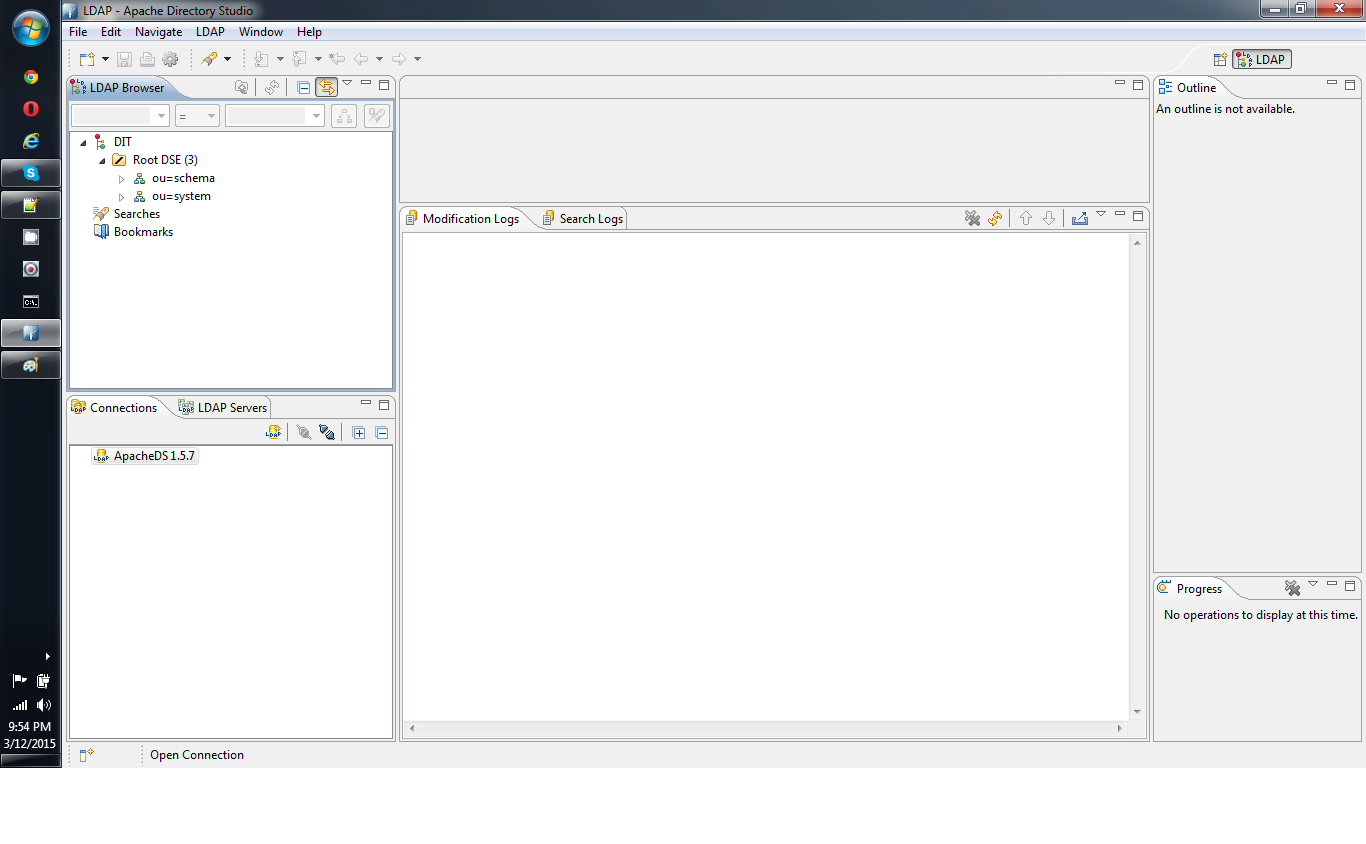 LDAP - Apache Directory Studio
File Edit Navigate LDAP Window Help
LDAP
LDAP Browser
=
DIT
Root DSE (3)
ou=schema
ou=system
Searches
Bookmarks
Connections LDAP Servers
LDAP
ApacheDS 1.5.7
Modification Logs Search Logs
Outline
An outline is not available.
Progress
No operations to display at this time.
Open Connection
C:\.
9:54 PM
3/12/2015